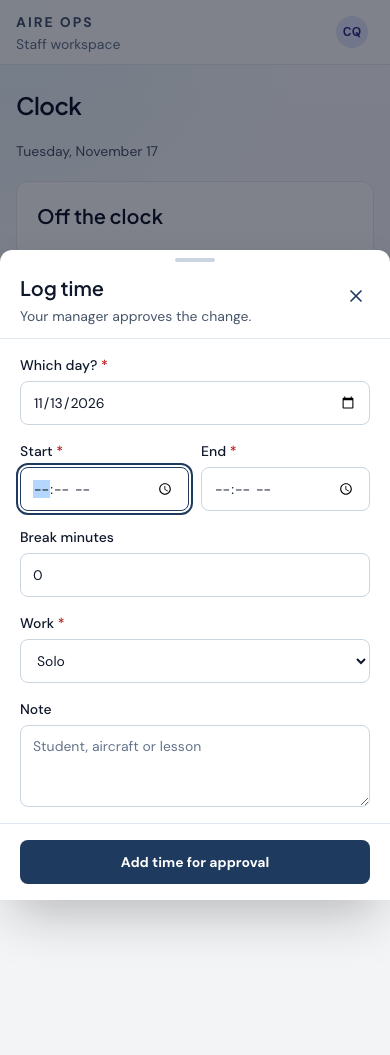 AIRE OPS
Staff workspace
CQ
Clock
Tuesday, November 17
Off the clock
Log time
Your manager approves the change.
Which day? *
11/13/2026
Start * End *
--:-- -- --:-- --
Break minutes
0
Work *
Solo
Note
Student, aircraft or lesson
Add time for approval